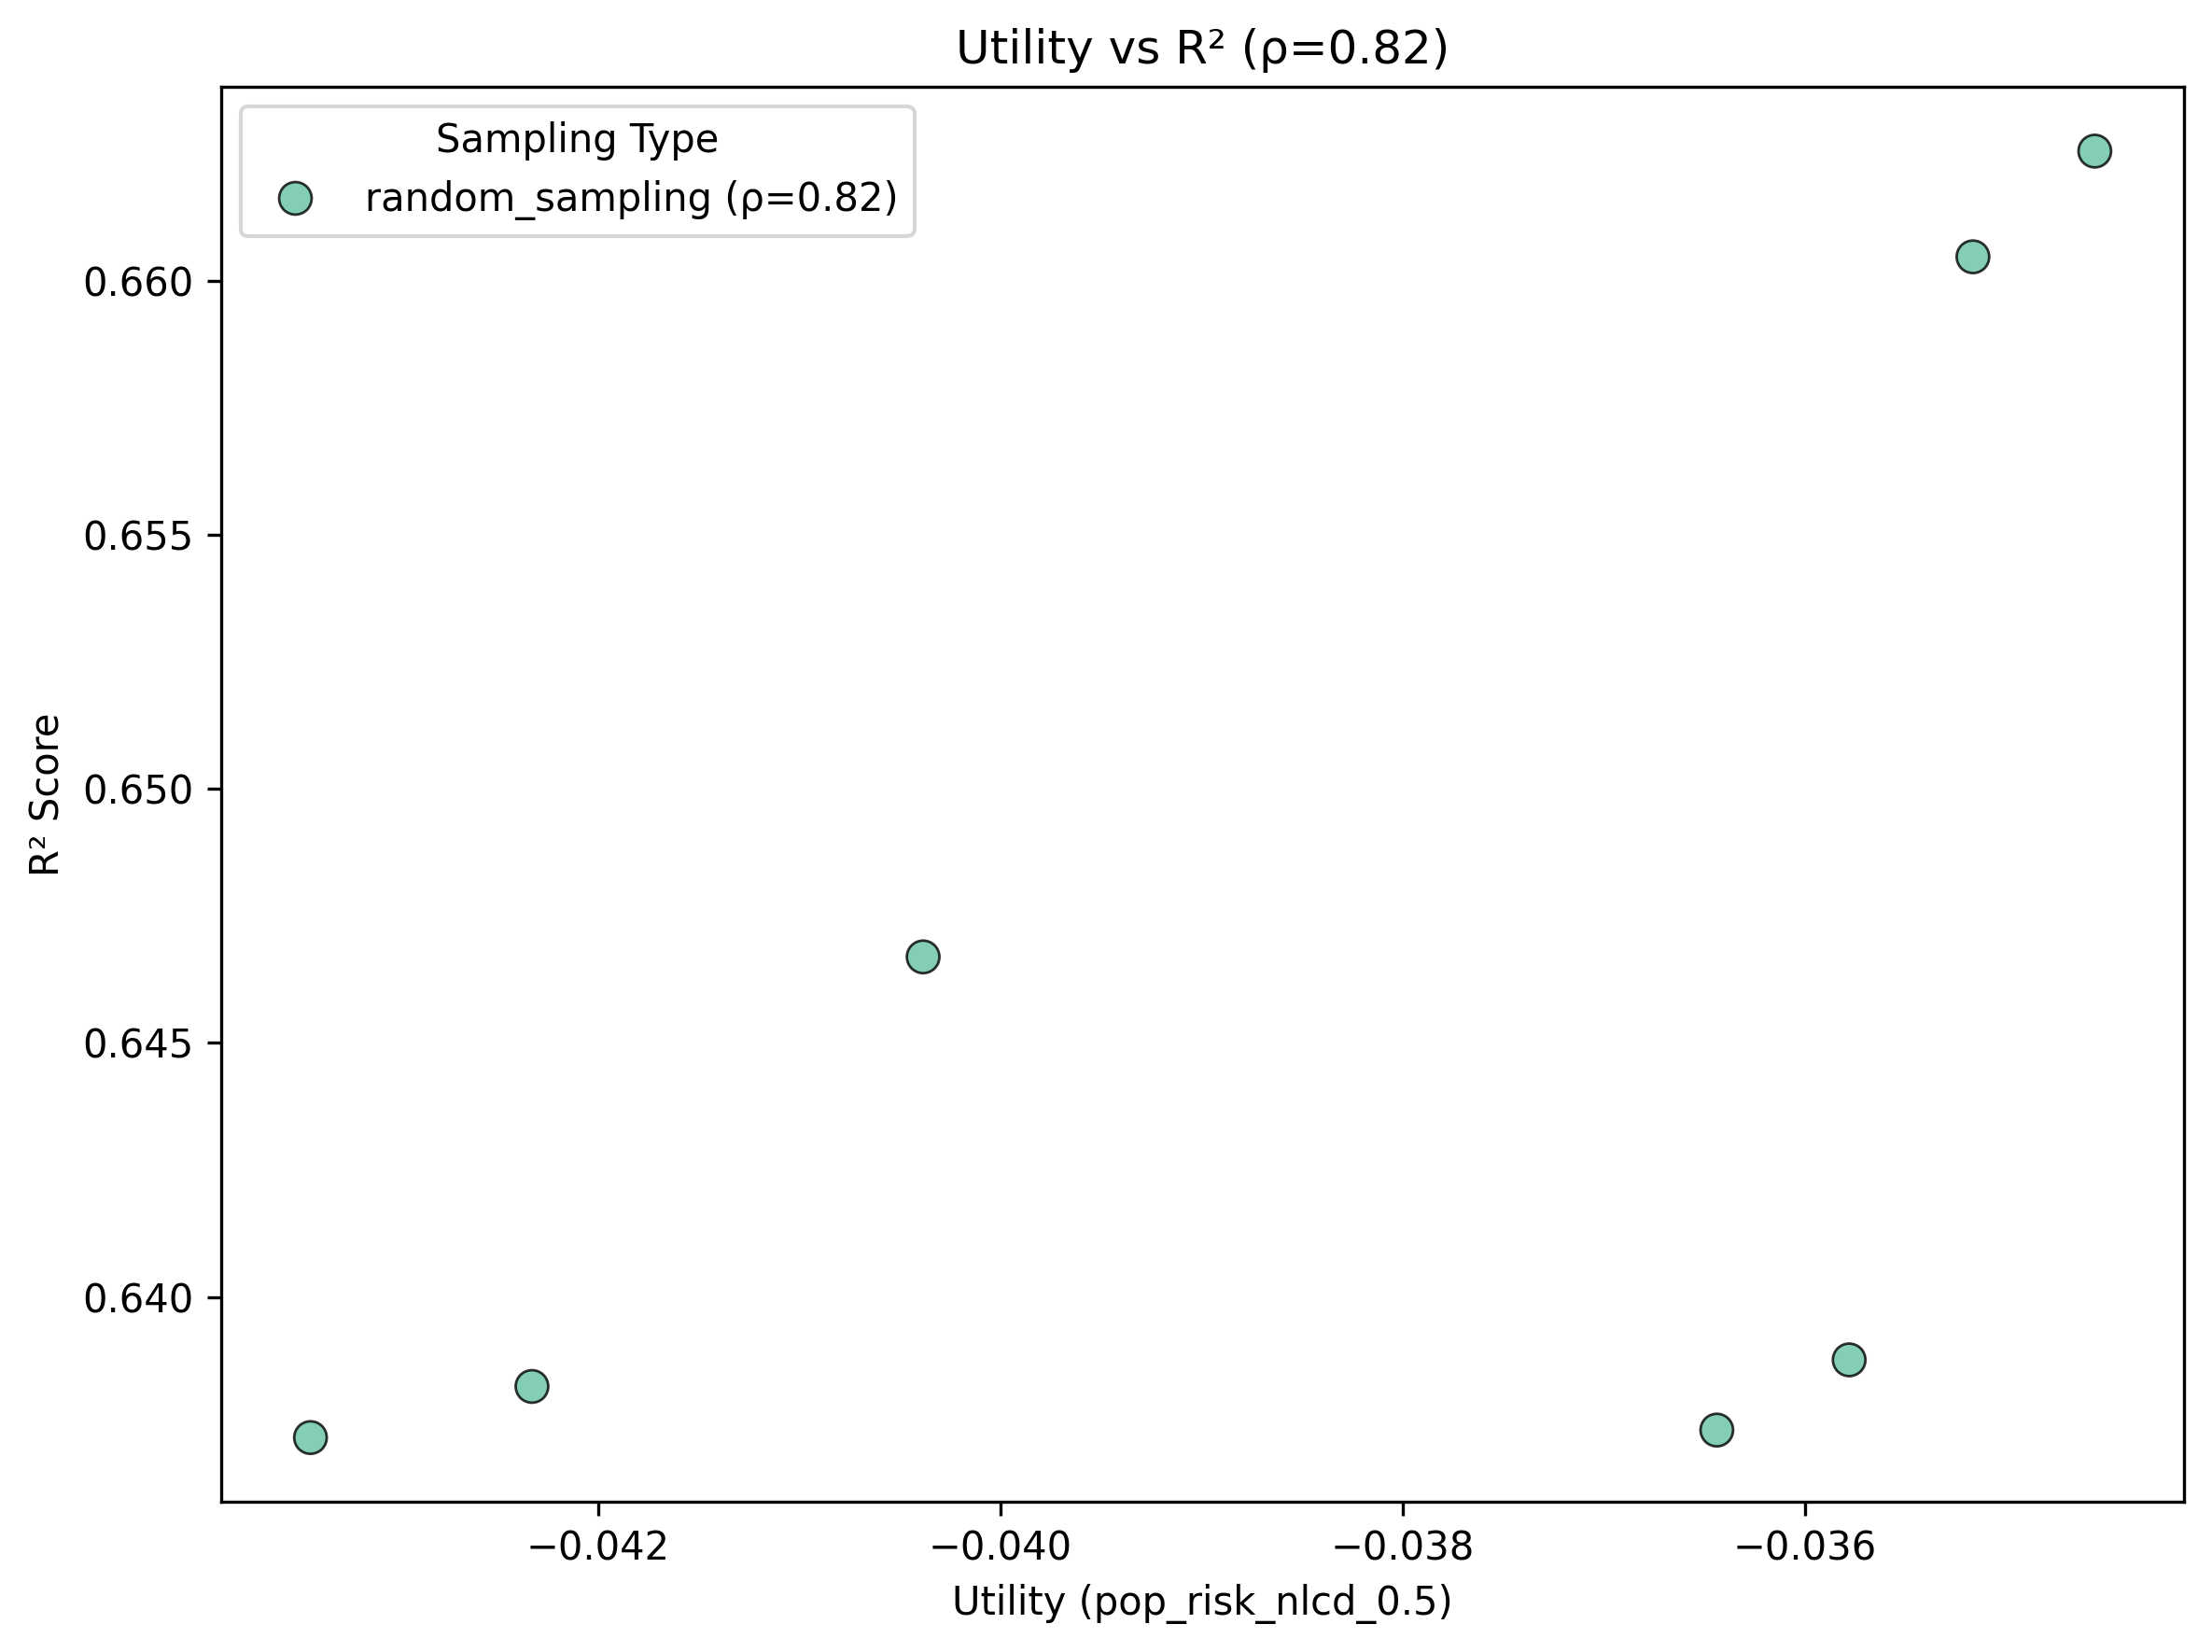 Utility vs R² (ρ=0.82)
Sampling Type
random_sampling (ρ=0.82)
0.660
0.655
0.650
0.645
0.640
R² Score
−0.042
−0.040
−0.038
−0.036
Utility (pop_risk_nlcd_0.5)